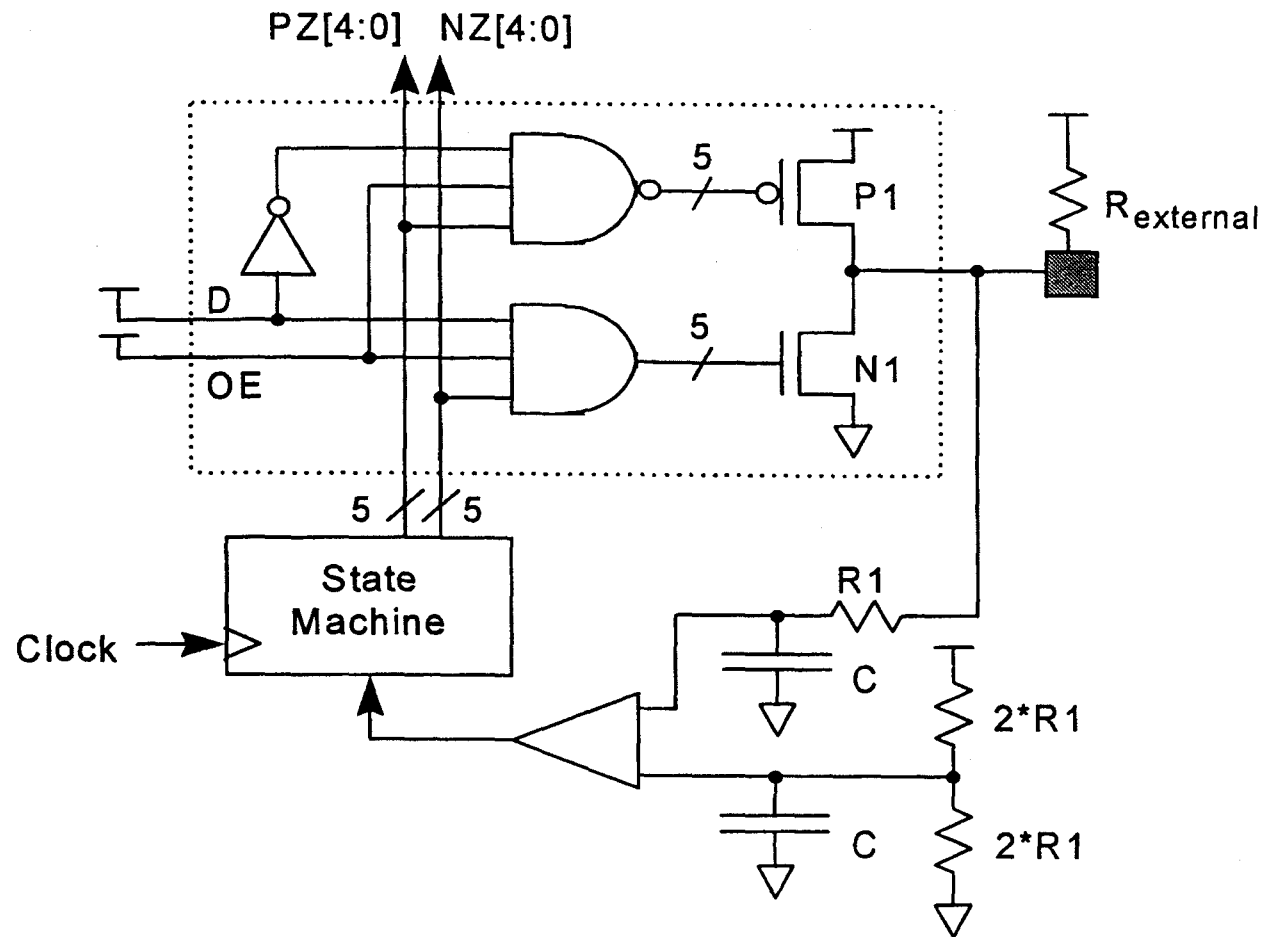 PZ[4:0] NZ[4:0]
5
P1
R external
D
OE
5
N1
5 5
State
Machine
Clock
R1
C
2*R1
C
2*R1